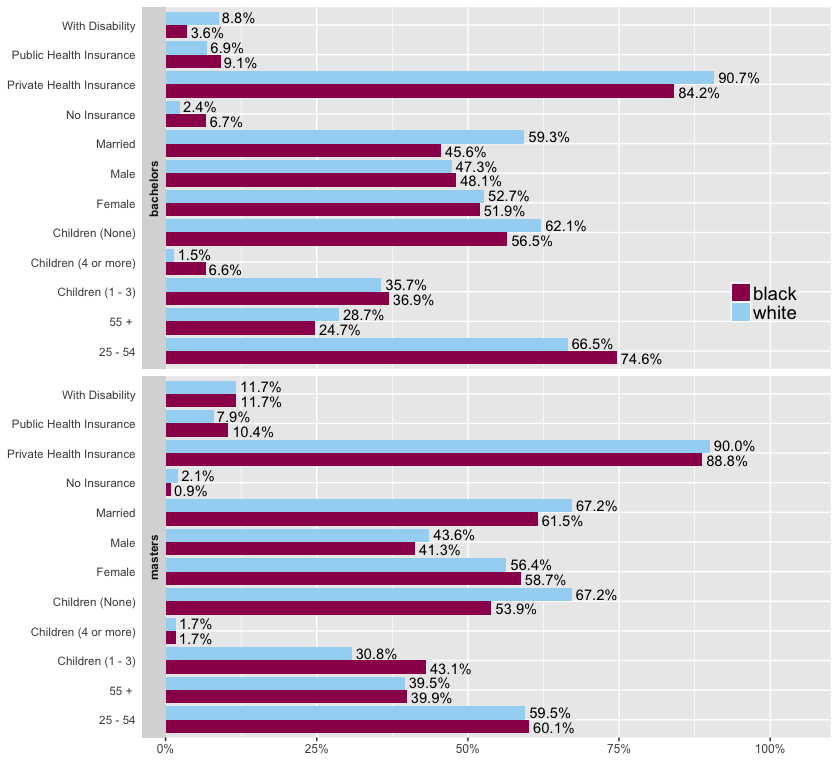 With Disability 8.8%
3.6%
Public Health Insurance 6.9%
9.1%
Private Health Insurance 90.7%
84.2%
No Insurance 2.4%
6.7%
Married 59.3%
45.6%
Male 47.3%
48.1%
Female 52.7%
51.9%
Children (None) 62.1%
56.5%
Children (4 or more) 1.5%
6.6%
Children (1 - 3) 35.7%
36.9%
55 + 28.7%
24.7%
25 - 54 66.5%
74.6%
bachelors
black
white
With Disability 11.7%
11.7%
Public Health Insurance 7.9%
10.4%
Private Health Insurance 90.0%
88.8%
No Insurance 2.1%
0.9%
Married 67.2%
61.5%
Male 43.6%
41.3%
Female 56.4%
58.7%
Children (None) 67.2%
53.9%
Children (4 or more) 1.7%
1.7%
Children (1 - 3) 30.8%
43.1%
55 + 39.5%
39.9%
25 - 54 59.5%
60.1%
masters
0% 25% 50% 75% 100%